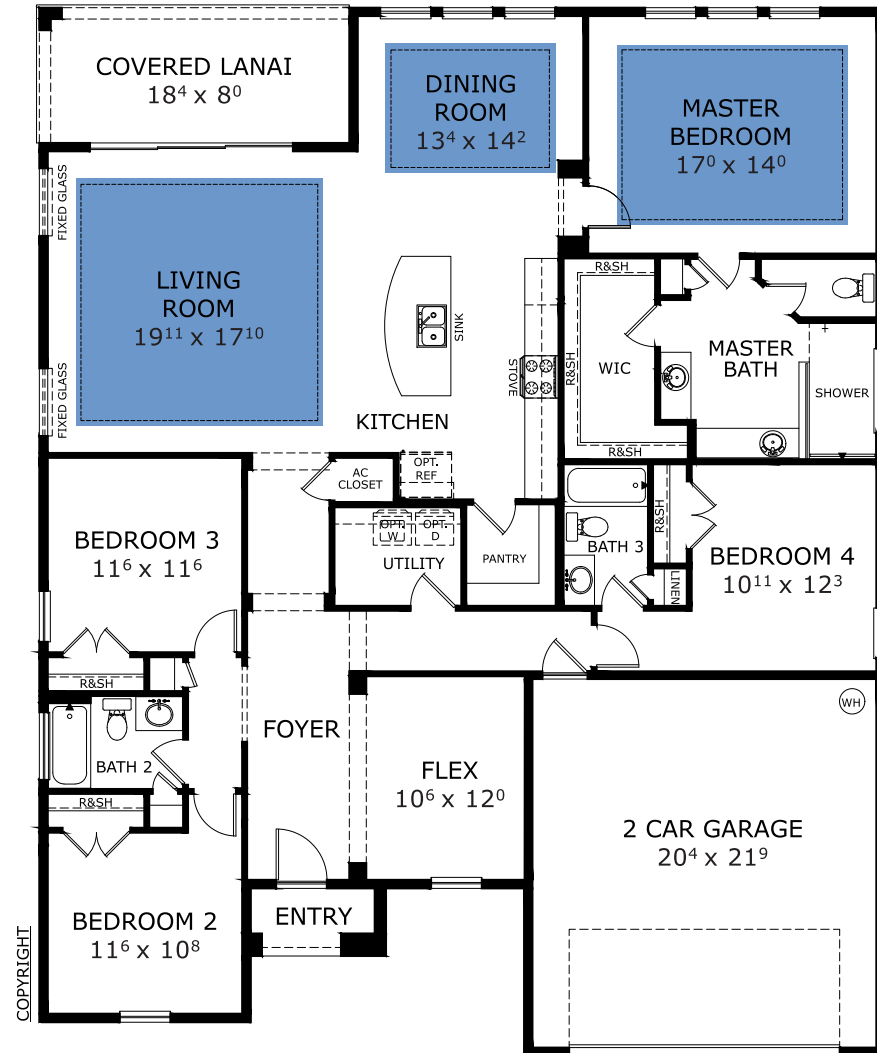 COVERED LANAI
18⁴ x 8⁰
DINING
ROOM
13⁴ x 14²
MASTER
BEDROOM
17⁰ x 14⁰
FIXED GLASS
LIVING
ROOM
19¹¹ x 17¹⁰
FIXED GLASS
SINK
STOVE
KITCHEN
R&SH
R&SH
WIC
R&SH
MASTER
BATH
SHOWER
AC
CLOSET
OPT.
REF
OPT.
W
OPT.
D
UTILITY
PANTRY
BATH 3
R&SH
LINEN
BEDROOM 4
10¹¹ x 12³
BEDROOM 3
11⁶ x 11⁶
R&SH
BATH 2
R&SH
FOYER
FLEX
10⁶ x 12⁰
WH
2 CAR GARAGE
20⁴ x 21⁹
BEDROOM 2
11⁶ x 10⁸
ENTRY
COPYRIGHT